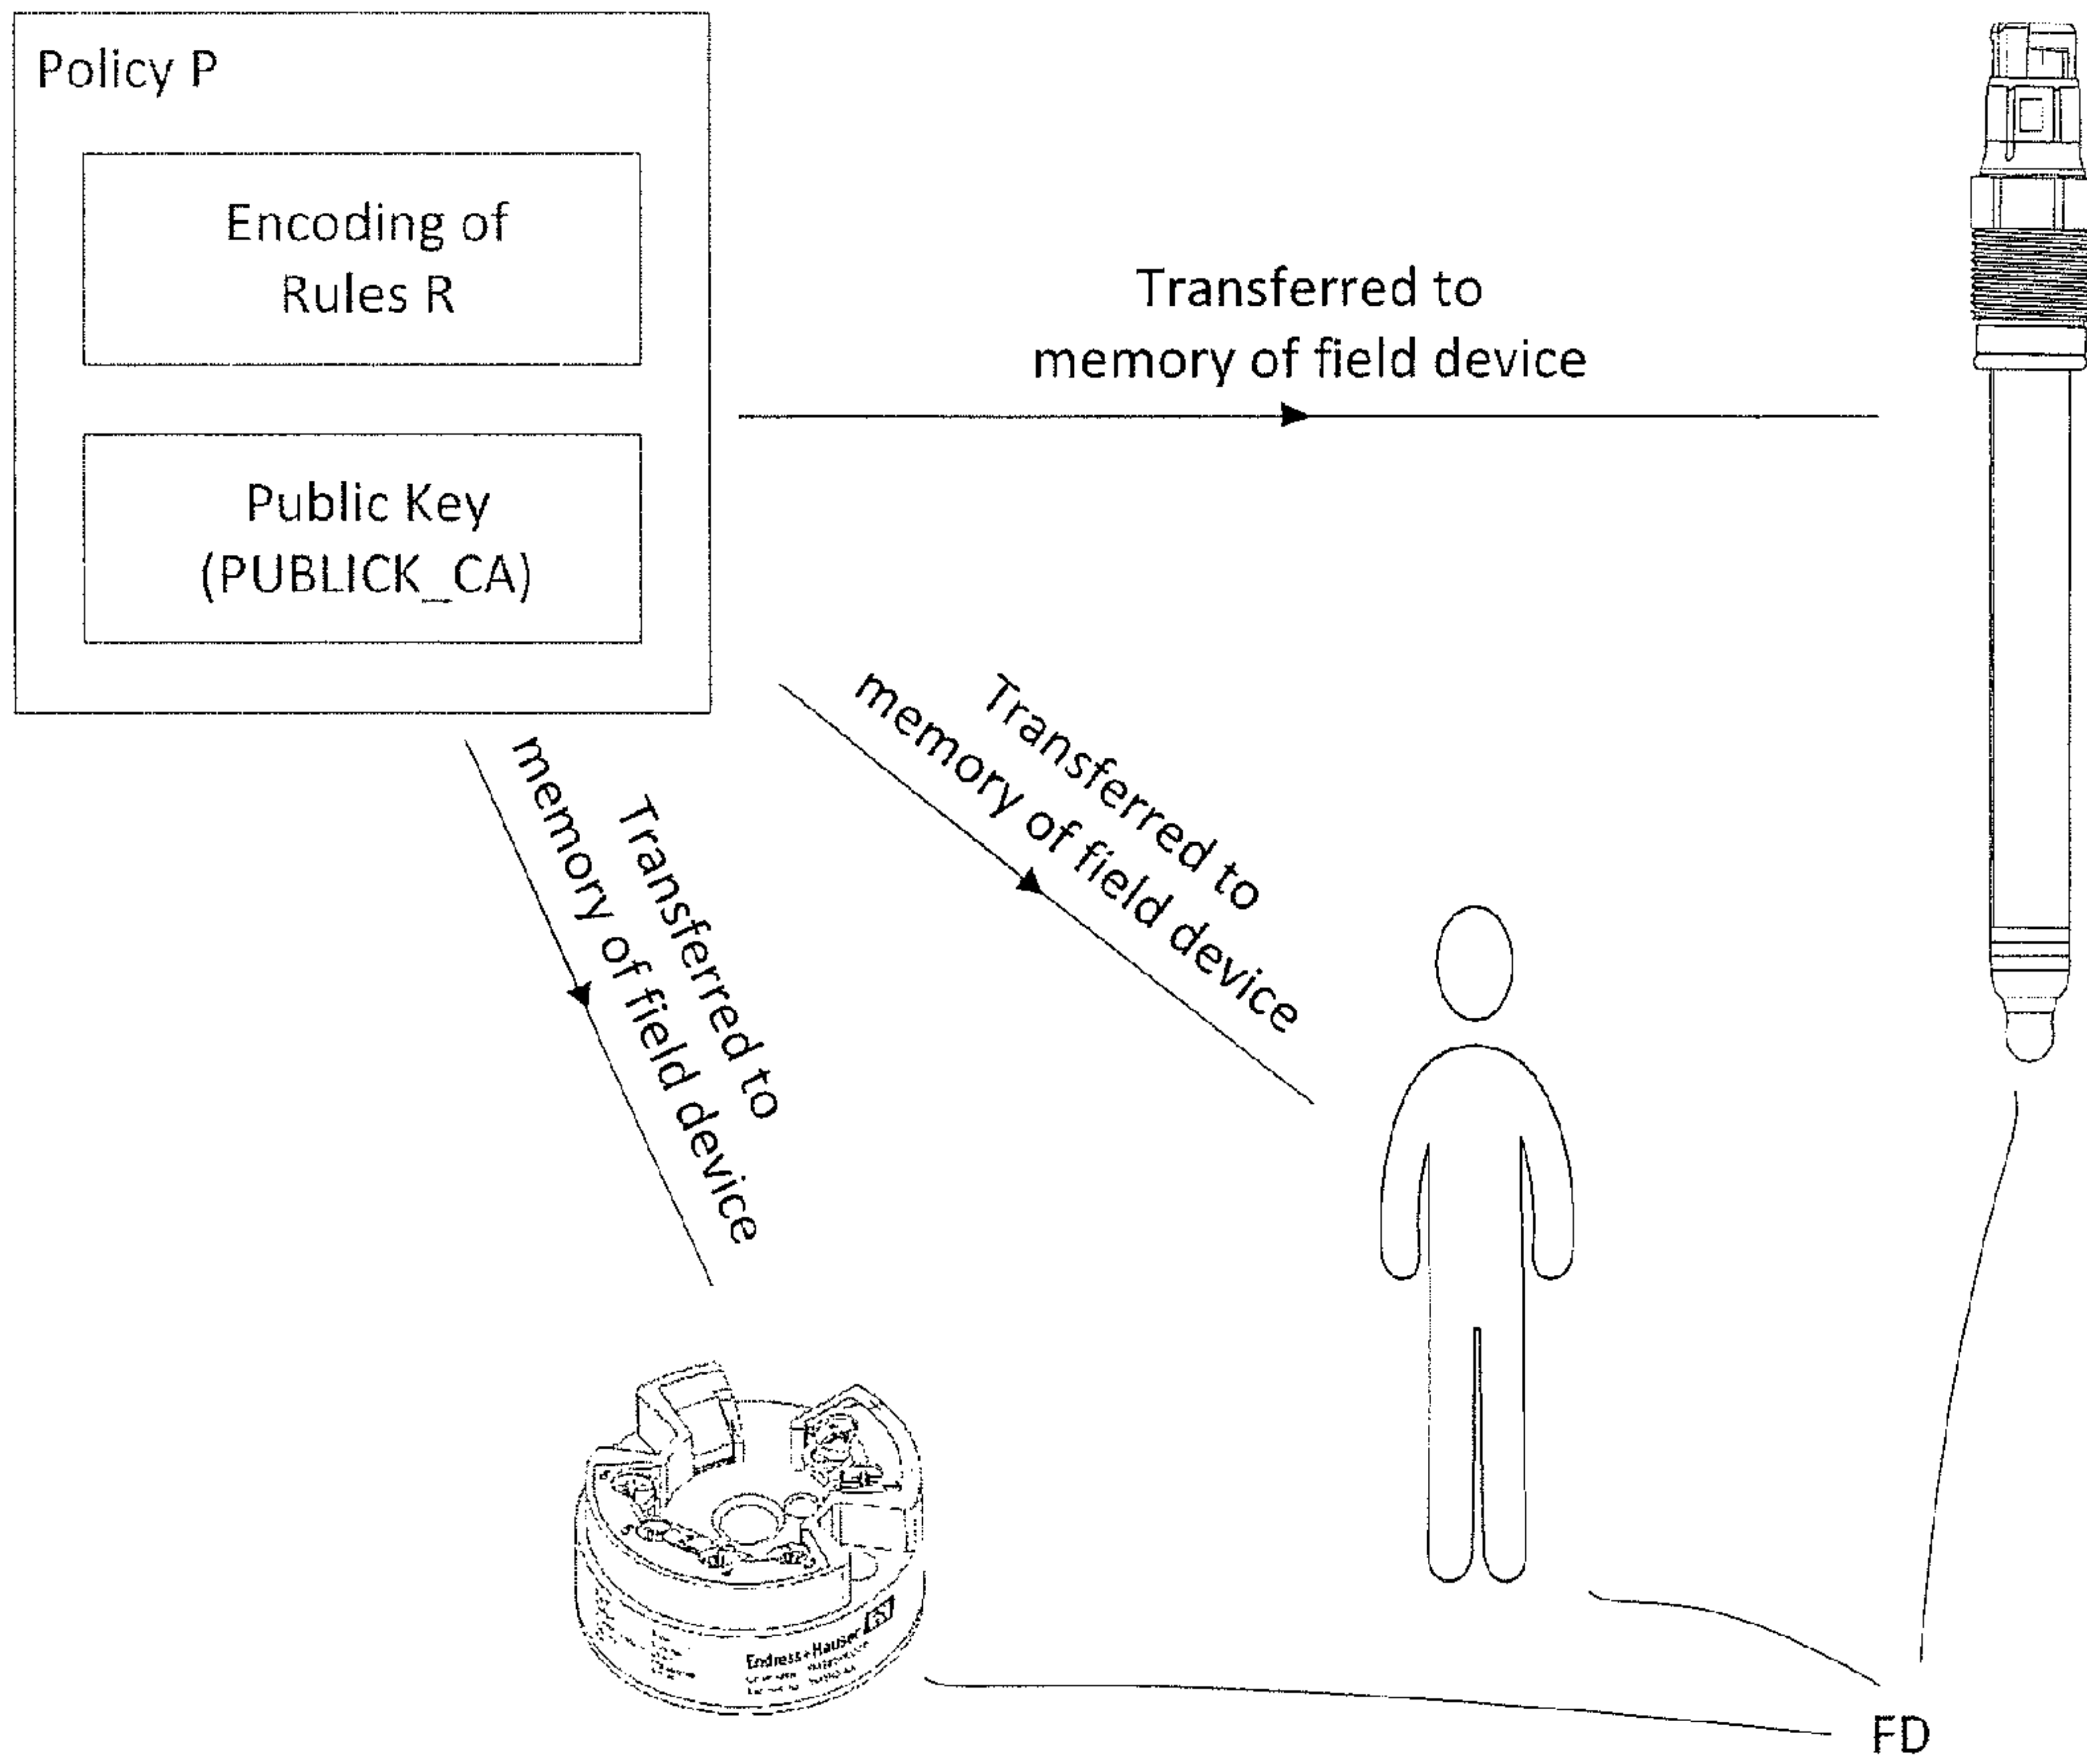 Policy P
Encoding of
Rules R
Public Key
(PUBLICK_CA)
Transferred to
memory of field device
Transferred to
memory of field device
Transferred to
memory of field device
Endress+Hauser
FD